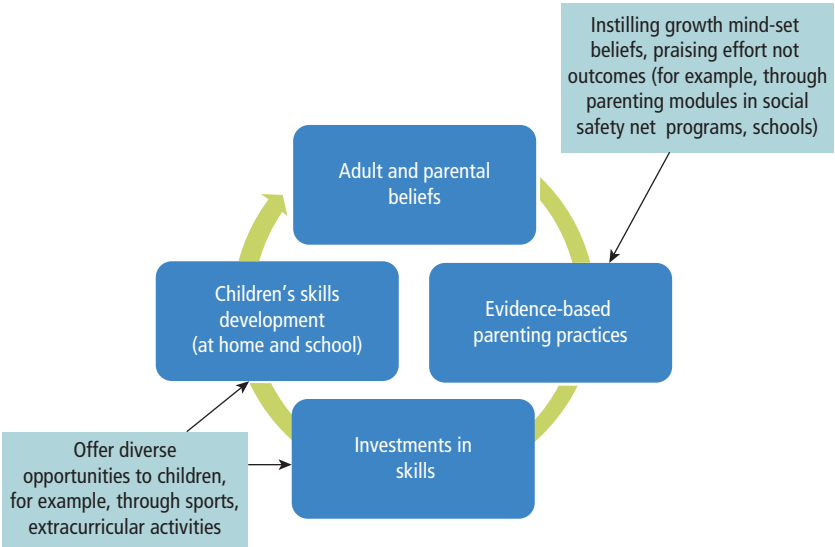 Instilling growth mind-set
beliefs, praising effort not
outcomes (for example, through
parenting modules in social
safety net programs, schools)
Adult and parental
beliefs
Children’s skills
development
(at home and school)
Evidence-based
parenting practices
Investments in
skills
Offer diverse
opportunities to children,
for example, through sports,
extracurricular activities